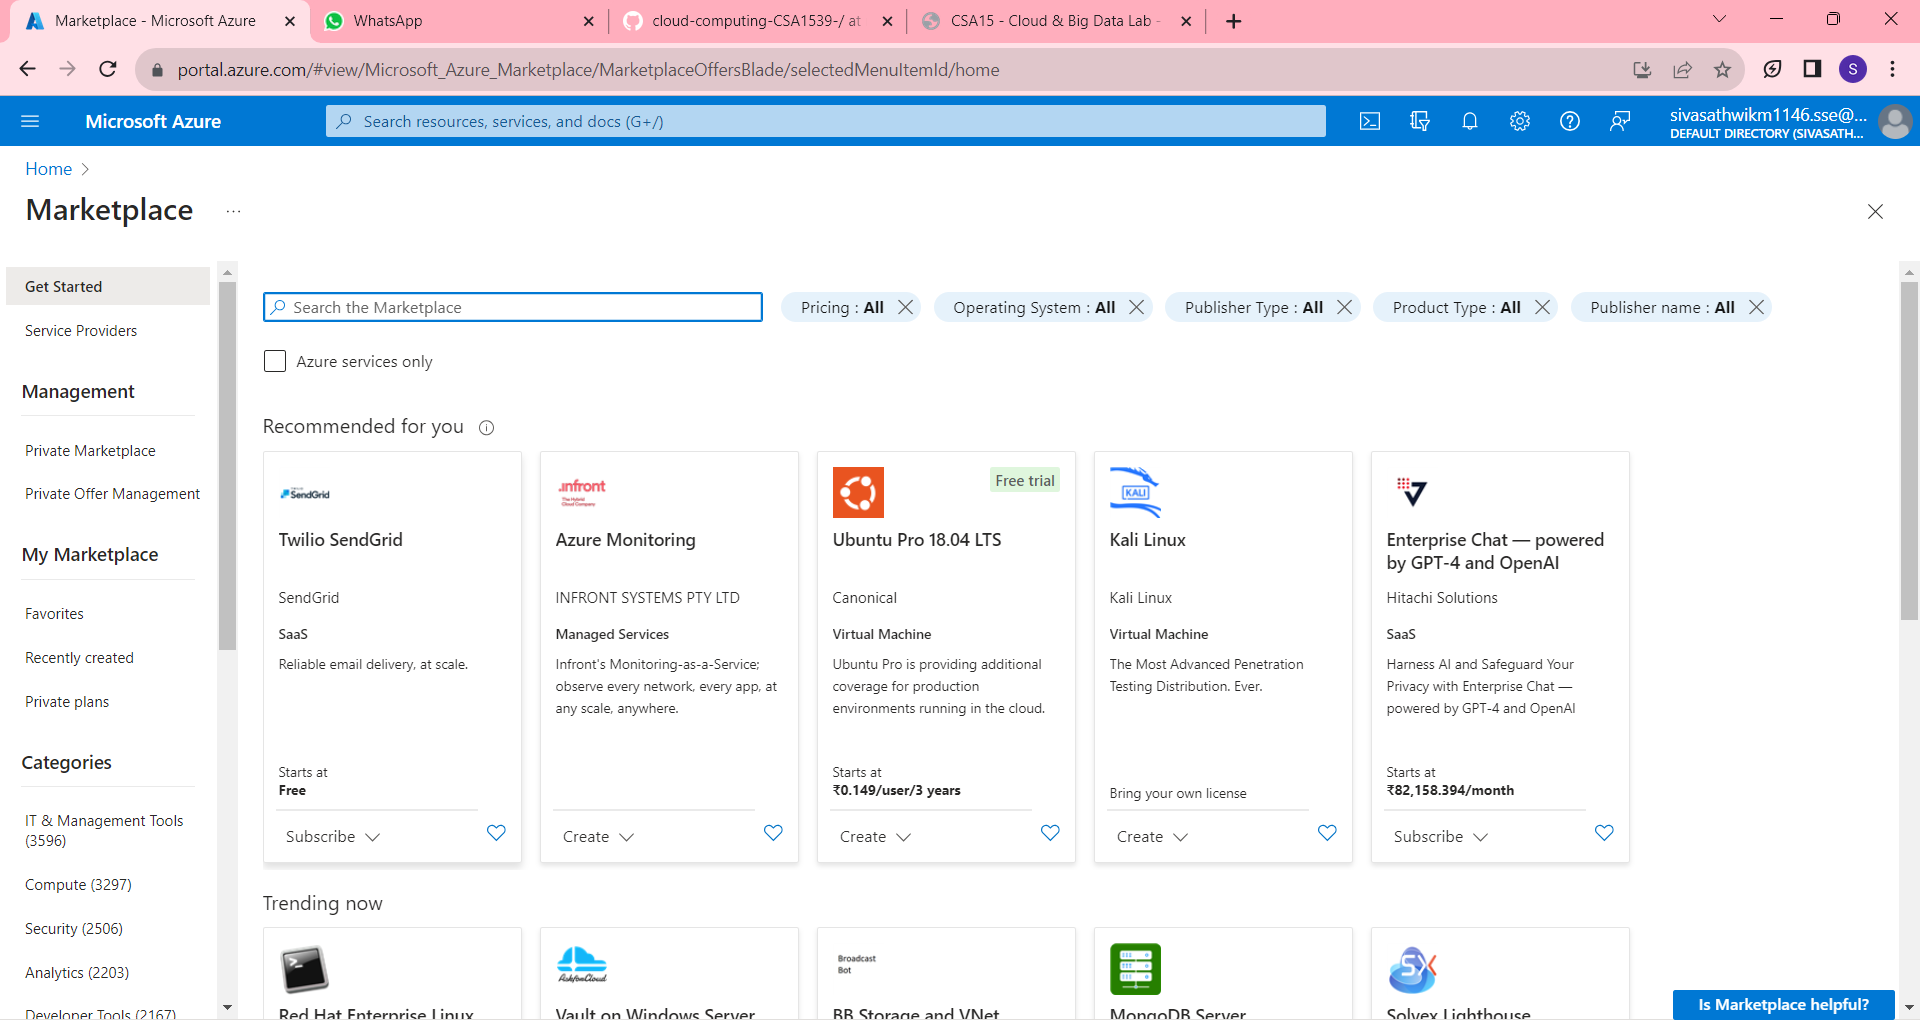 Marketplace - Microsoft Azure
WhatsApp
cloud-computing-CSA1539-/ at
CSA15 - Cloud & Big Data Lab -
portal.azure.com/#view/Microsoft_Azure_Marketplace/MarketplaceOffersBlade/selectedMenuItemId/home
S
Microsoft Azure
Search resources, services, and docs (G+/)
sivasathwikm1146.sse@...
DEFAULT DIRECTORY (SIVASATH...
Home
Marketplace
...
Get Started
Service Providers
Management
Private Marketplace
Private Offer Management
My Marketplace
Favorites
Recently created
Private plans
Categories
IT & Management Tools
(3596)
Compute (3297)
Security (2506)
Analytics (2203)
Developer Tools (2167)
Search the Marketplace
Pricing : All
Operating System : All
Publisher Type : All
Product Type : All
Publisher name : All
Azure services only
Recommended for you
SendGrid
Twilio SendGrid
SendGrid
SaaS
Reliable email delivery, at scale.
Starts at
Free
Subscribe
infront
The Hybrid
Cloud Company
Azure Monitoring
INFRONT SYSTEMS PTY LTD
Managed Services
Infront's Monitoring-as-a-Service;
observe every network, every app, at
any scale, anywhere.
Create
Free trial
Ubuntu Pro 18.04 LTS
Canonical
Virtual Machine
Ubuntu Pro is providing additional
coverage for production
environments running in the cloud.
Starts at
₹0.149/user/3 years
Create
KALI
Kali Linux
Kali Linux
Virtual Machine
The Most Advanced Penetration
Testing Distribution. Ever.
Bring your own license
Create
Enterprise Chat — powered
by GPT-4 and OpenAI
Hitachi Solutions
SaaS
Harness AI and Safeguard Your
Privacy with Enterprise Chat —
powered by GPT-4 and OpenAI
Starts at
₹82,158.394/month
Subscribe
Trending now
Red Hat Enterprise Linux
AskforCloud
Vault on Windows Server
Broadcast
Bot
BB Storage and VNet
MongoDB Server
SX
Solvex Lighthouse
Is Marketplace helpful?